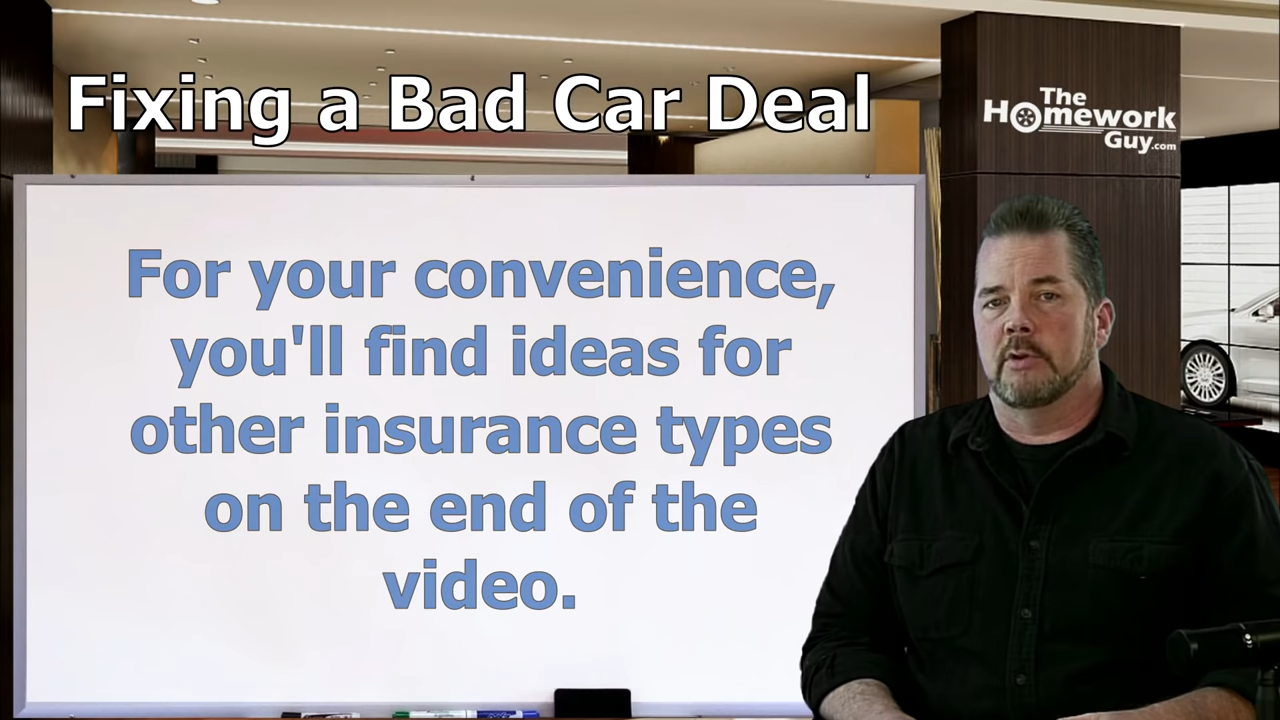 Fixing a Bad Car Deal
The
Homework
Guy.com
For your convenience,
you'll find ideas for
other insurance types
on the end of the
video.